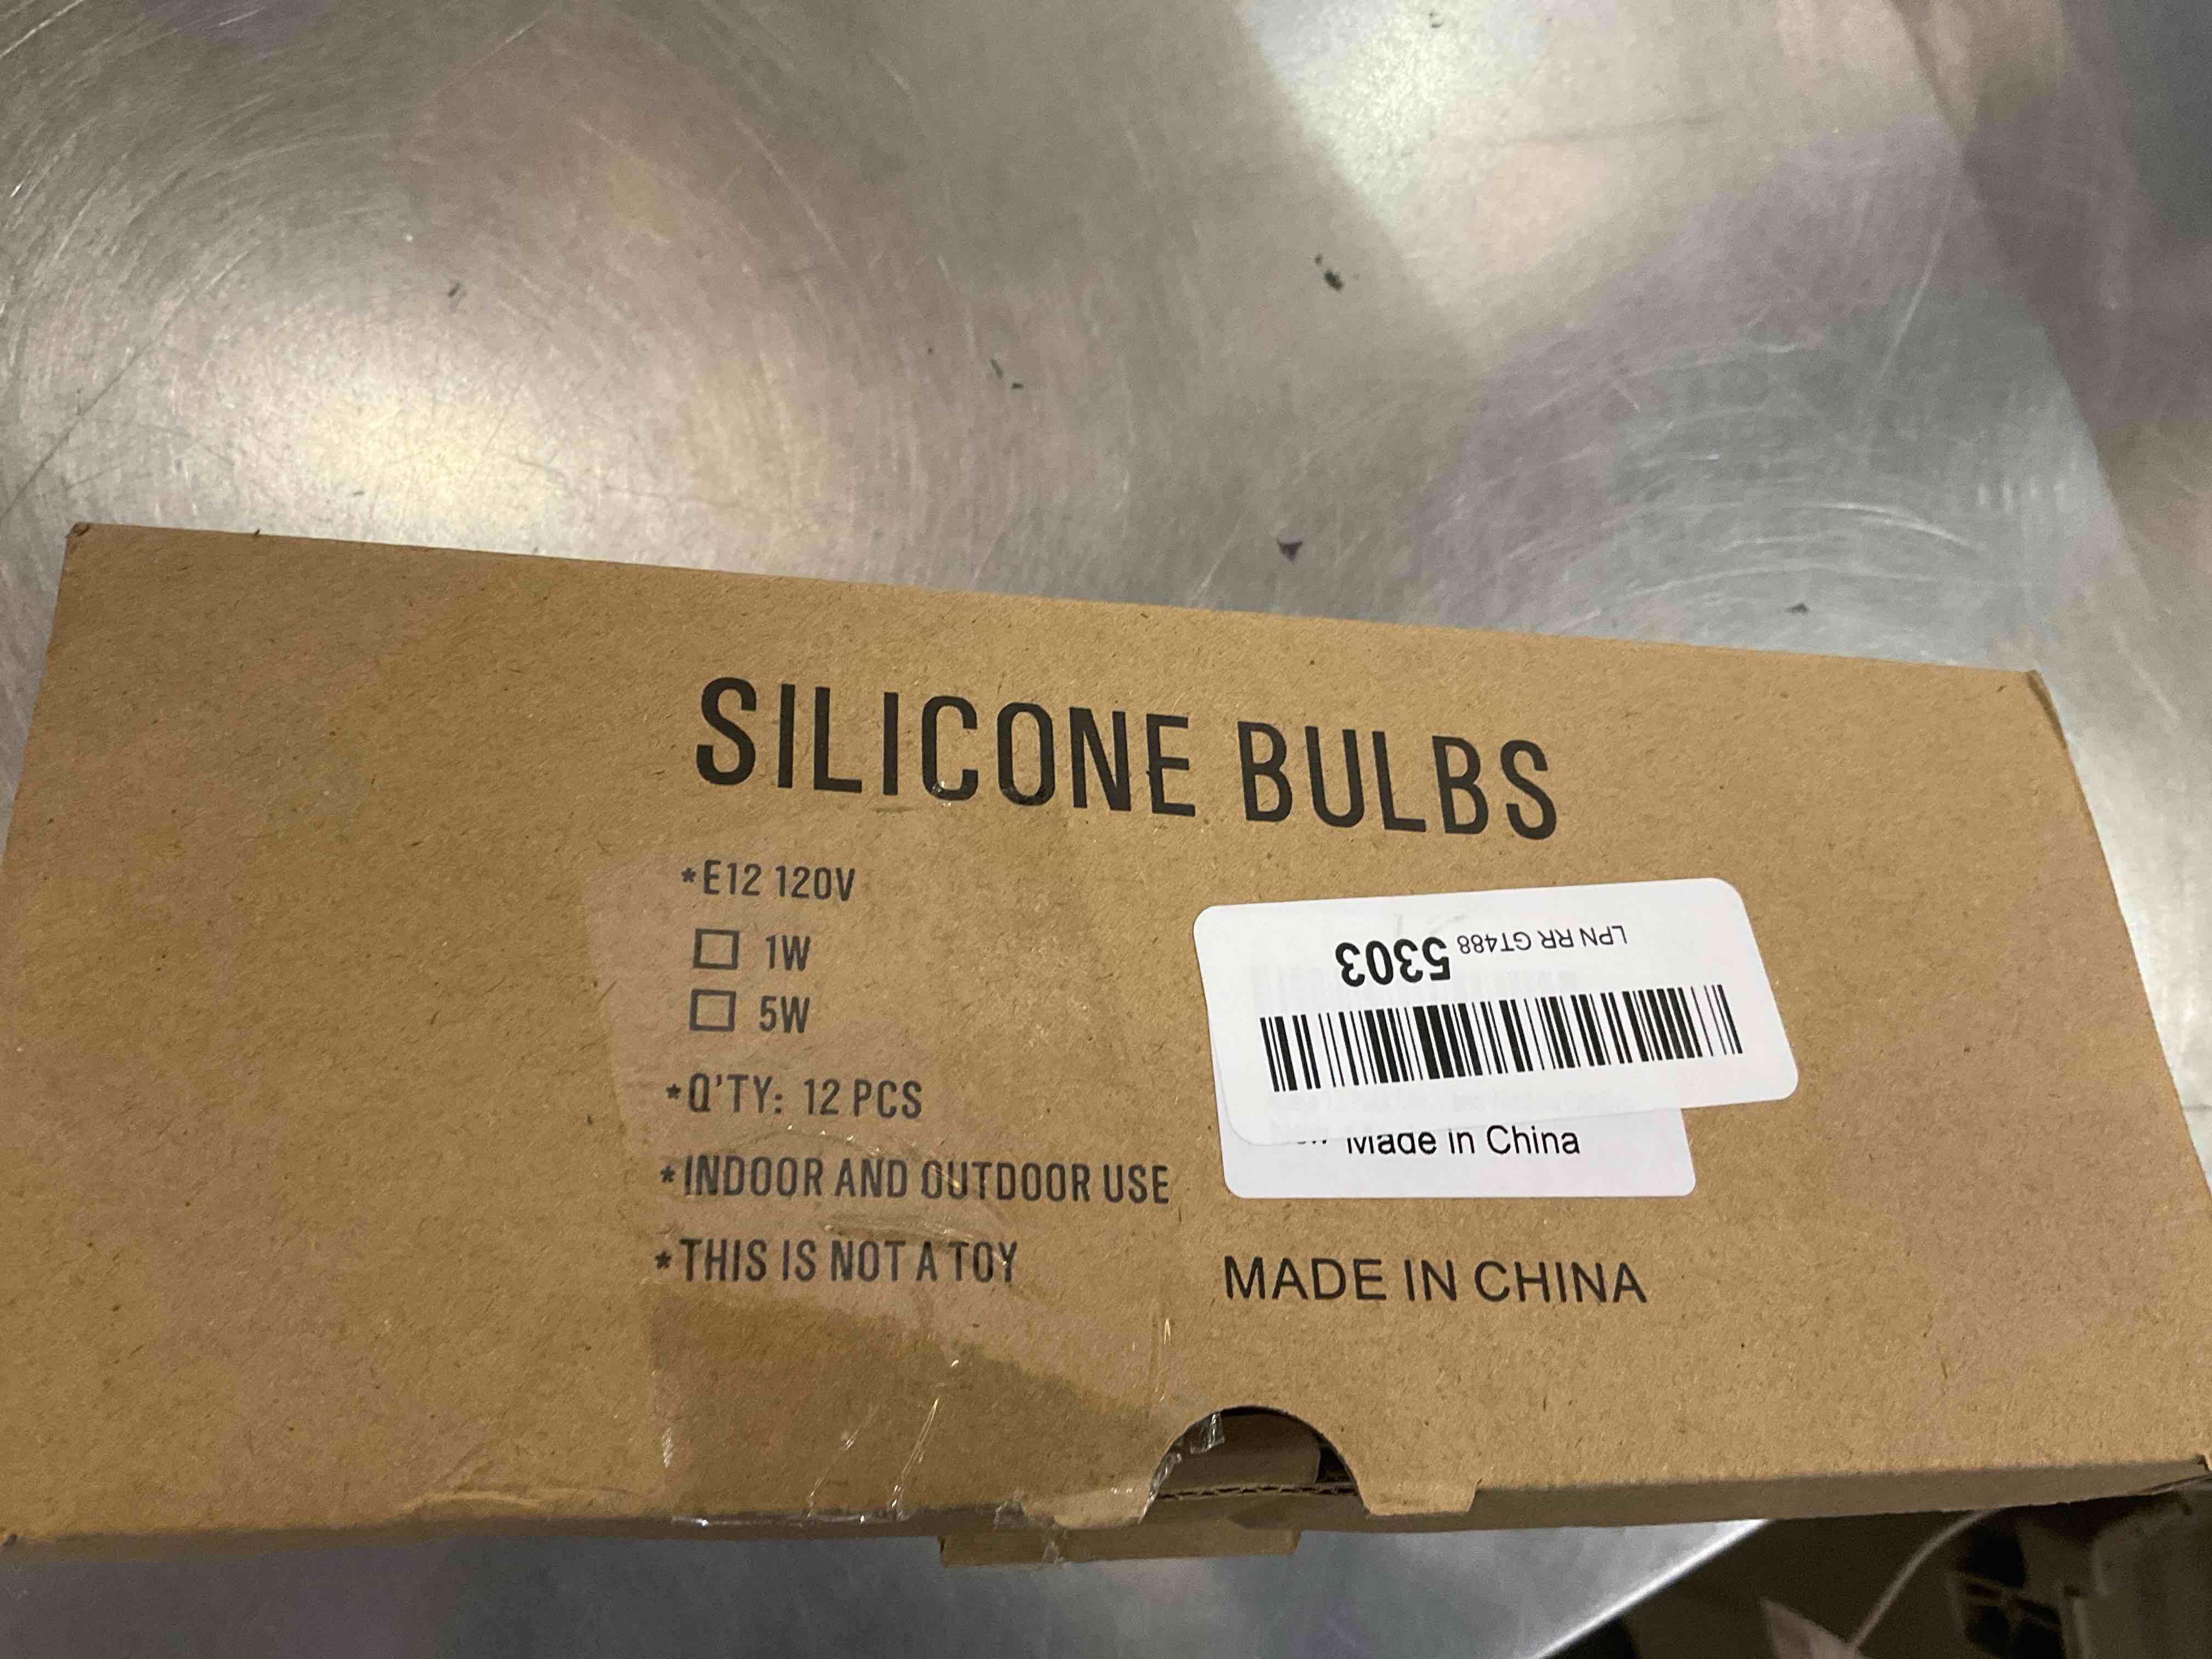 SILICONE BULBS
*E12 120V
1W
5W
*Q'TY: 12 PCS
*INDOOR AND OUTDOOR USE
*THIS IS NOT A TOY
LPN RR GT488 5303
Made in China
MADE IN CHINA